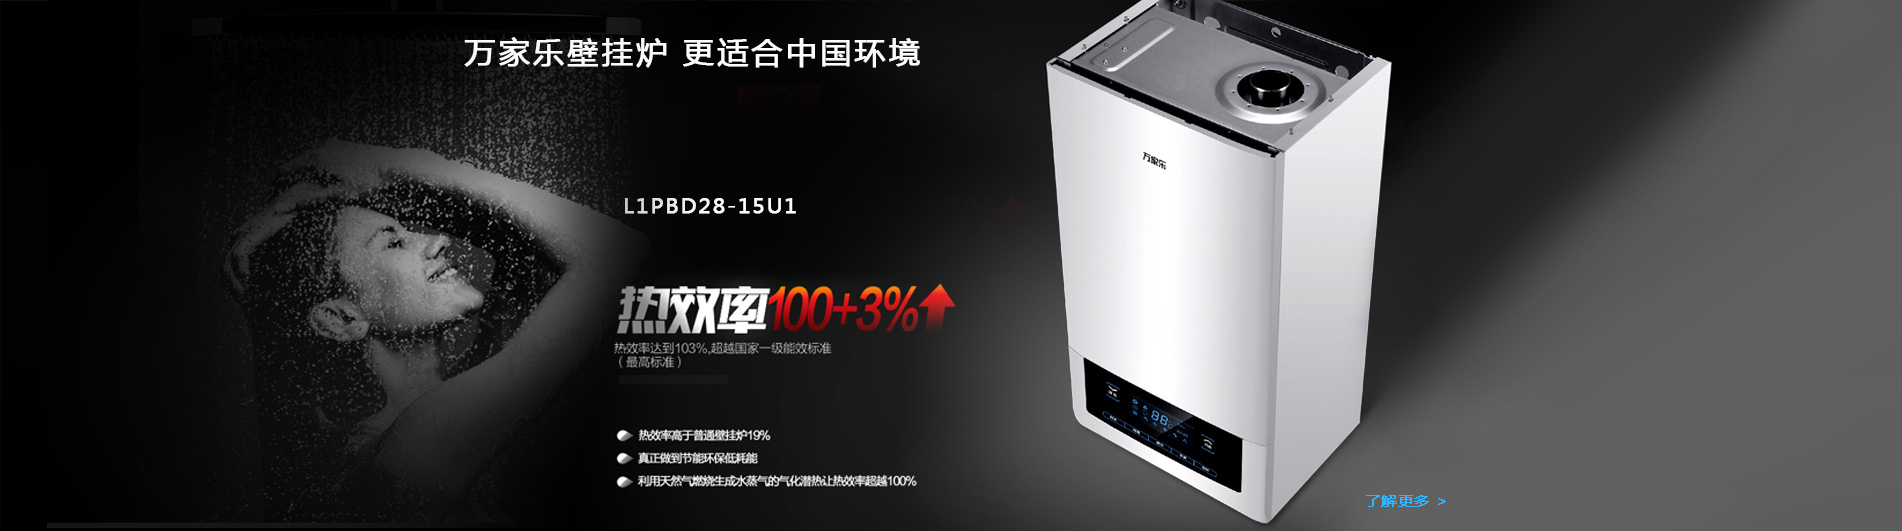 万家乐壁挂炉 更适合中国环境
万家乐
L1PBD28-15U1
热效率100+3%
热效率达到103%,超越国家一级能效标准
（最高标准）
热效率高于普通壁挂炉19%
真正做到节能环保低耗能
利用天然气燃烧生成水蒸气的气化潜热让热效率超越100%
88
了解更多 >